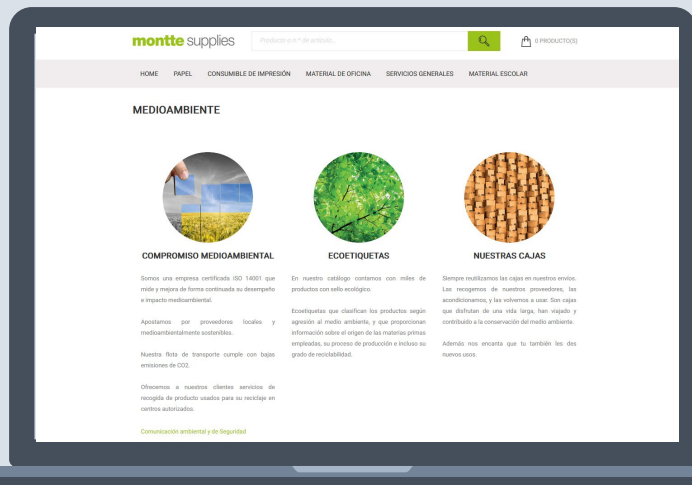 montte supplies
Producto o n.º de artículo...
0 PRODUCTO(S)
HOME PAPEL CONSUMIBLE DE IMPRESIÓN MATERIAL DE OFICINA SERVICIOS GENERALES MATERIAL ESCOLAR
MEDIOAMBIENTE
COMPROMISO MEDIOAMBIENTAL
Somos una empresa certificada ISO 14001 que
mide y mejora de forma continuada su desempeño
e impacto medioambiental.
Apostamos por proveedores locales y
medioambientalmente sostenibles.
Nuestra flota de transporte cumple con bajas
emisiones de CO2.
Ofrecemos a nuestros clientes servicios de
recogida de producto usados para su reciclaje en
centros autorizados.
Comunicación ambiental y de Seguridad
ECOETIQUETAS
En nuestro catálogo contamos con miles de
productos con sello ecológico.
Ecoetiquetas que clasifican los productos según
agresión al medio ambiente, y que proporcionan
información sobre el origen de las materias primas
empleadas, su proceso de producción e incluso su
grado de reciclabilidad.
NUESTRAS CAJAS
Siempre reutilizamos las cajas en nuestros envíos.
Las recogemos de nuestros proveedores, las
acondicionamos, y las volvemos a usar. Son cajas
que disfrutan de una vida larga, han viajado y
contribuido a la conservación del medio ambiente.
Además nos encanta que tu también les des
nuevos usos.